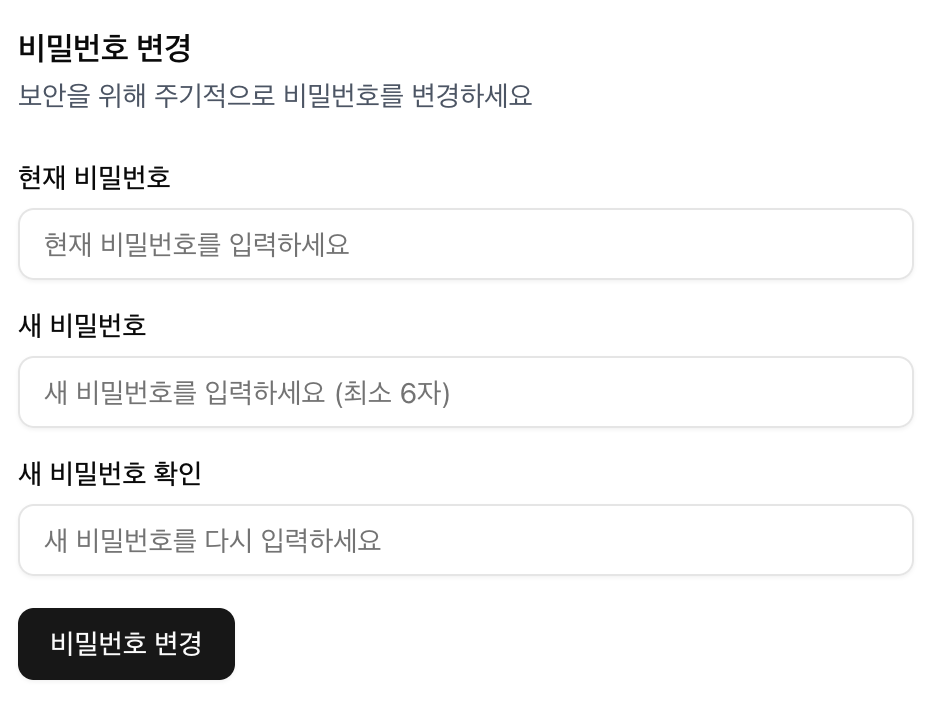 비밀번호 변경
보안을 위해 주기적으로 비밀번호를 변경하세요
현재 비밀번호
현재 비밀번호를 입력하세요
새 비밀번호
새 비밀번호를 입력하세요 (최소 6자)
새 비밀번호 확인
새 비밀번호를 다시 입력하세요
비밀번호 변경